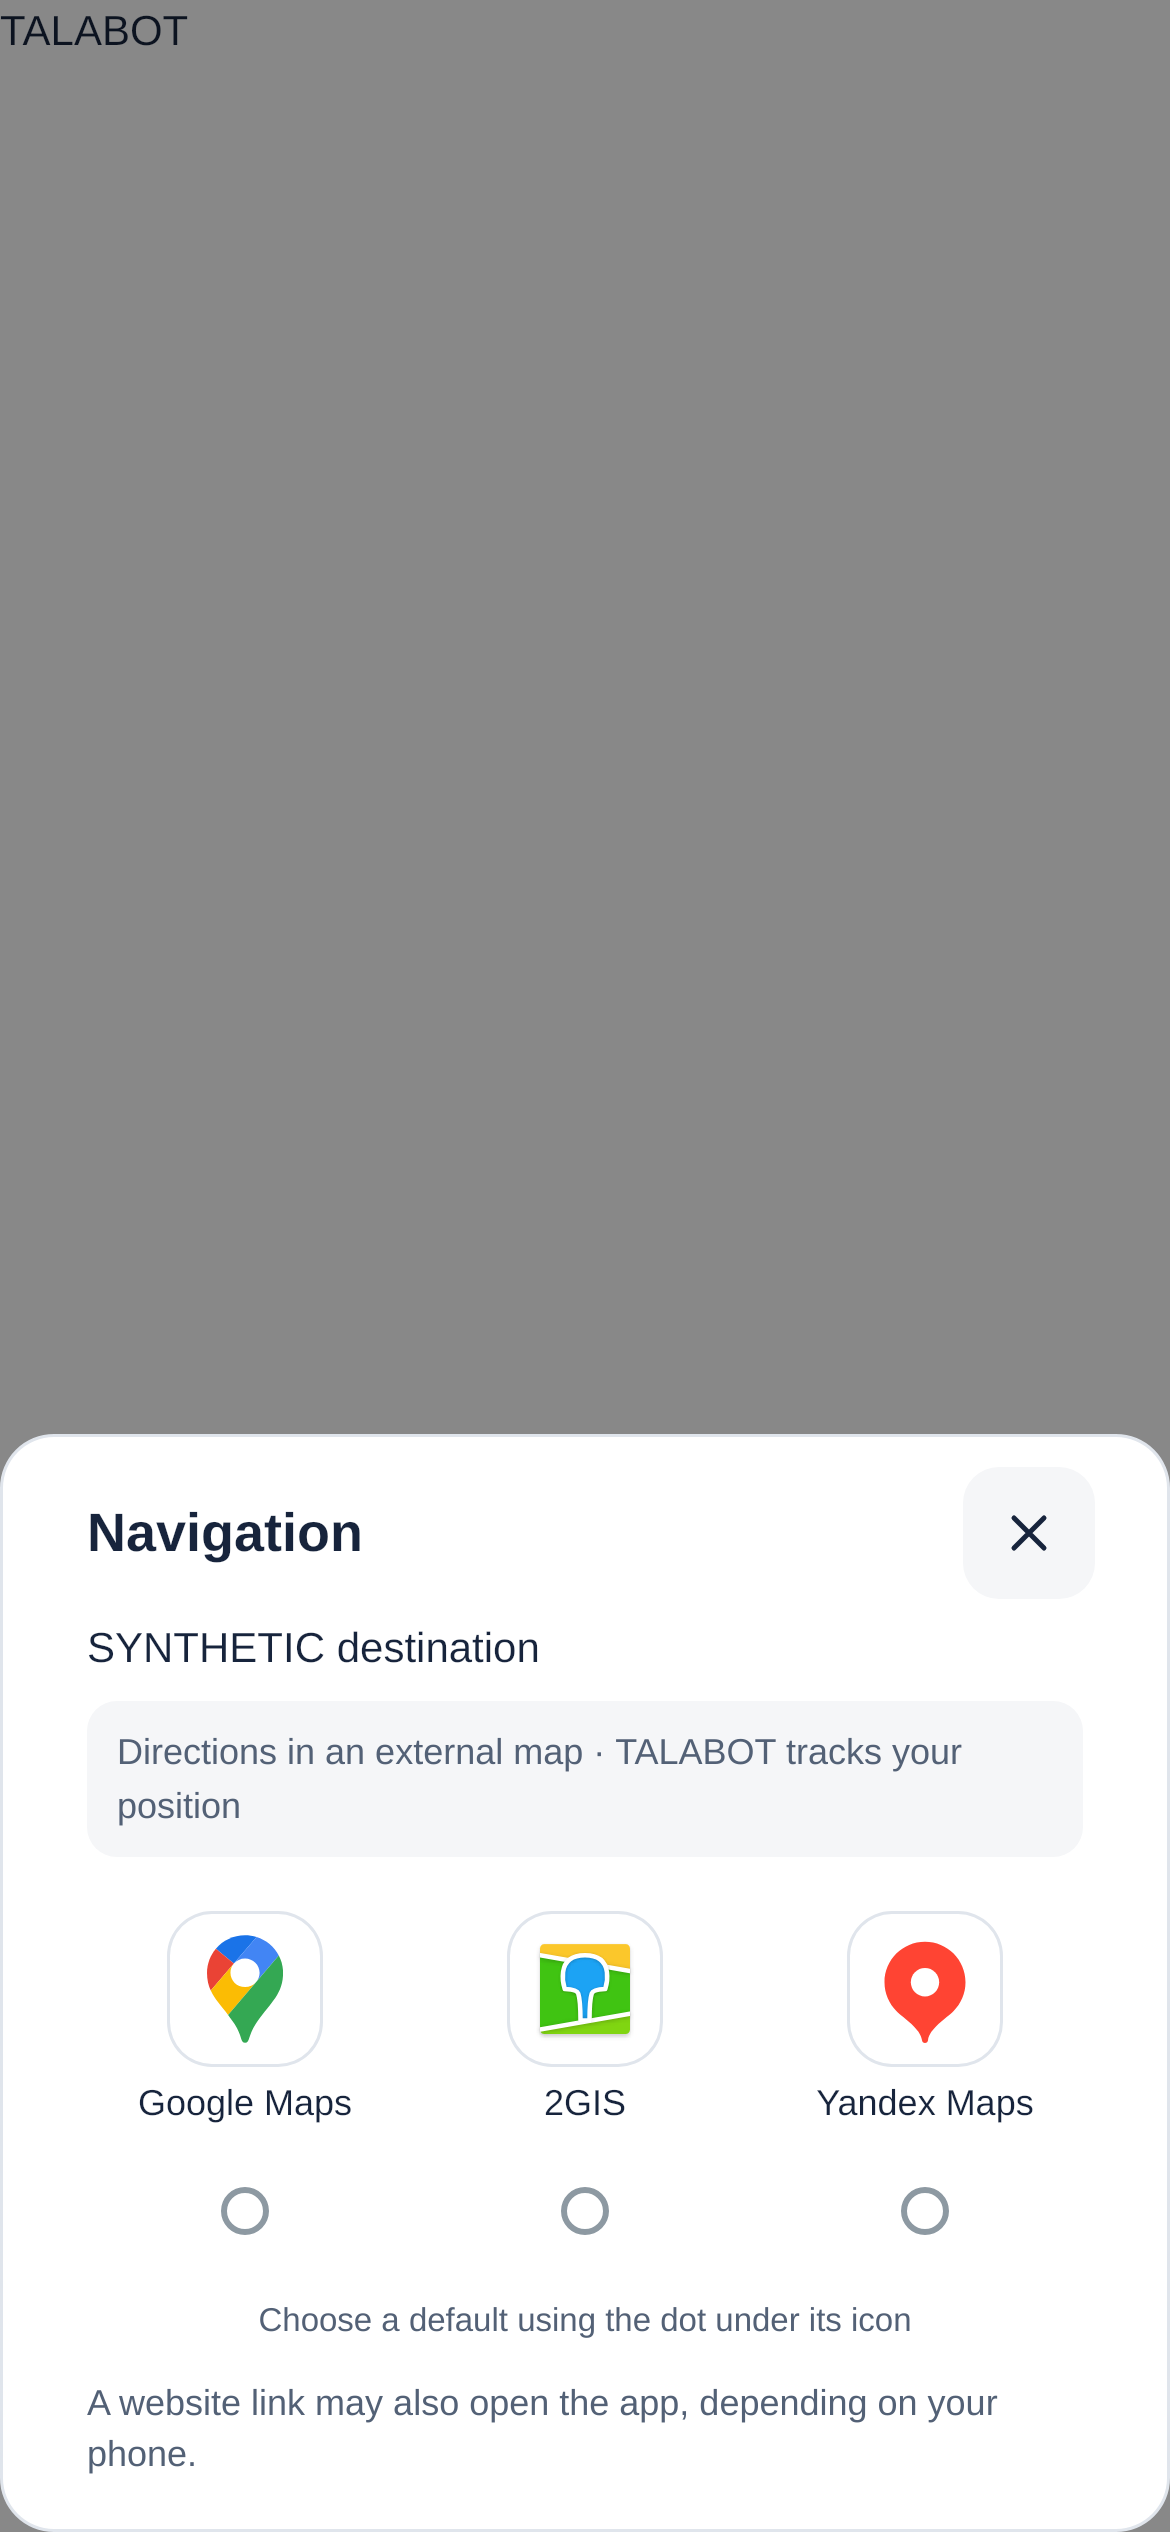 TALABOT
Navigation
SYNTHETIC destination
Directions in an external map · TALABOT tracks your
position
Google Maps
2GIS
Yandex Maps
Choose a default using the dot under its icon
A website link may also open the app, depending on your
phone.